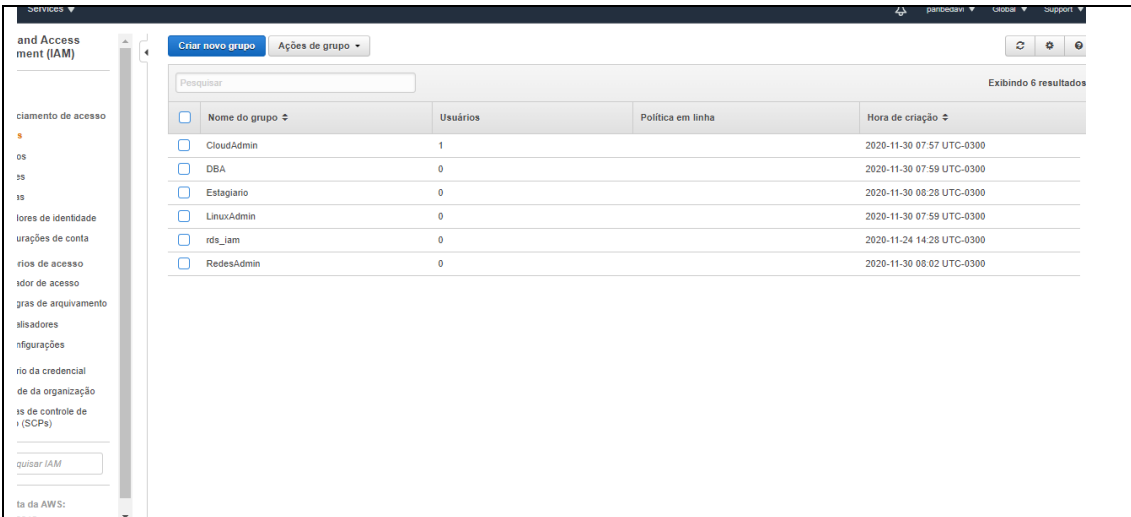 Services
paribedavi Global Support
and Access
ment (IAM)
Criar novo grupo Ações de grupo
Pesquisar
Exibindo 6 resultados
Nome do grupo Usuários Política em linha Hora de criação
CloudAdmin 1 2020-11-30 07:57 UTC-0300
DBA 0 2020-11-30 07:59 UTC-0300
Estagiario 0 2020-11-30 08:28 UTC-0300
LinuxAdmin 0 2020-11-30 07:59 UTC-0300
rds_iam 0 2020-11-24 14:28 UTC-0300
RedesAdmin 0 2020-11-30 08:02 UTC-0300
ciamento de acesso
s
os
es
as
lores de identidade
urações de conta
rios de acesso
ador de acesso
gras de arquivamento
alisadores
nfigurações
rio da credencial
de da organização
as de controle de
(SCPs)
quisar IAM
ta da AWS: